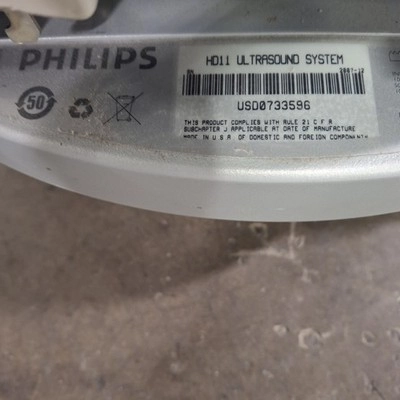 PHILIPS
HD11 ULTRASOUND SYSTEM
SN
USD0733596
50
THIS PRODUCT COMPLIES WITH RULE 21 C F R
SUBCHAPTER J APPLICABLE AT DATE OF MANUFACTURE
MADE IN U.S.A. OF DOMESTIC AND FOREIGN COMPONENTS